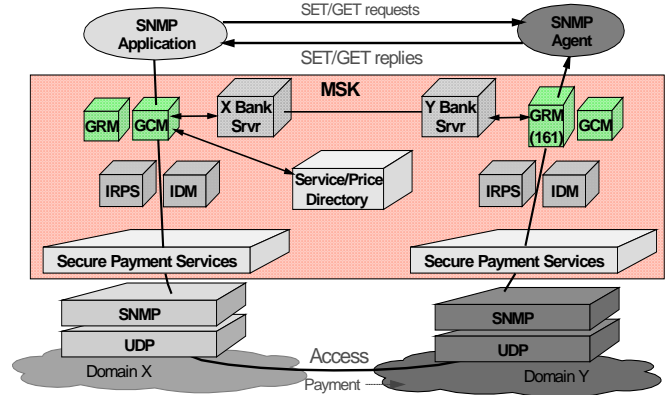 SET/GET requests
SNMP
Application
SNMP
Agent
SET/GET replies
MSK
GRM
GCM
X Bank
Srvr
Y Bank
Srvr
GRM
(161)
GCM
IRPS
IDM
Service/Price
Directory
IRPS
IDM
Secure Payment Services
Secure Payment Services
SNMP
UDP
SNMP
UDP
Domain X
Access
Payment
Domain Y